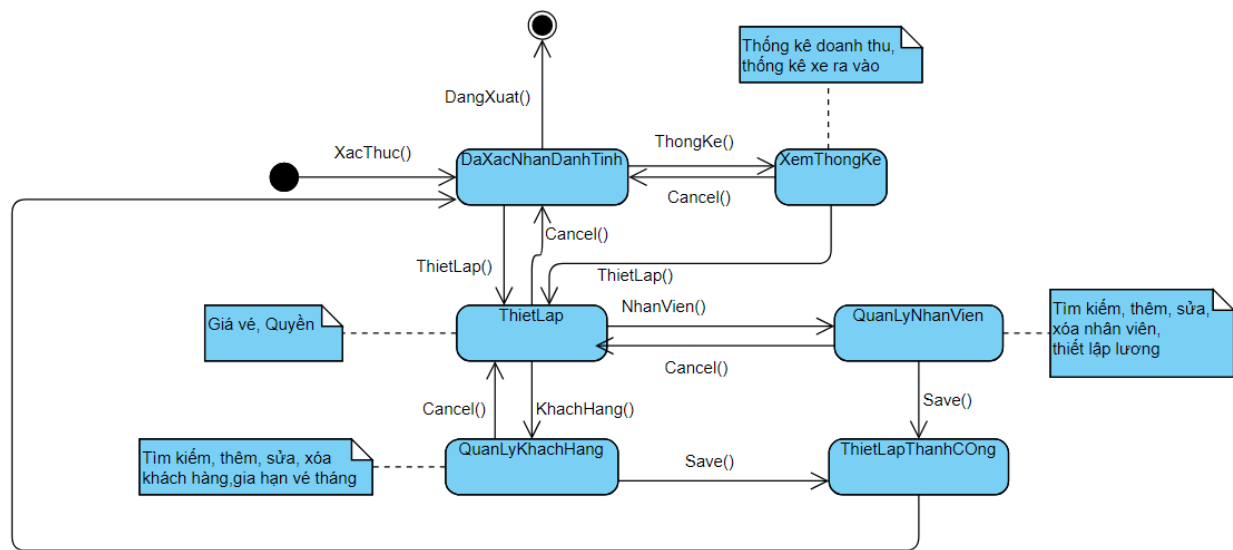 Thống kê doanh thu,
thống kê xe ra vào
DangXuat()
XacThuc()
DaXacNhanDanhTinh
ThongKe()
XemThongKe
Cancel()
Cancel()
ThietLap()
ThietLap()
Giá vé, Quyền
ThietLap
NhanVien()
QuanLyNhanVien
Tìm kiếm, thêm, sửa,
xóa nhân viên,
thiết lập lương
Cancel()
Cancel()
KhachHang()
Save()
Tìm kiếm, thêm, sửa, xóa
khách hàng,gia hạn vé tháng
QuanLyKhachHang
Save()
ThietLapThanhCOng